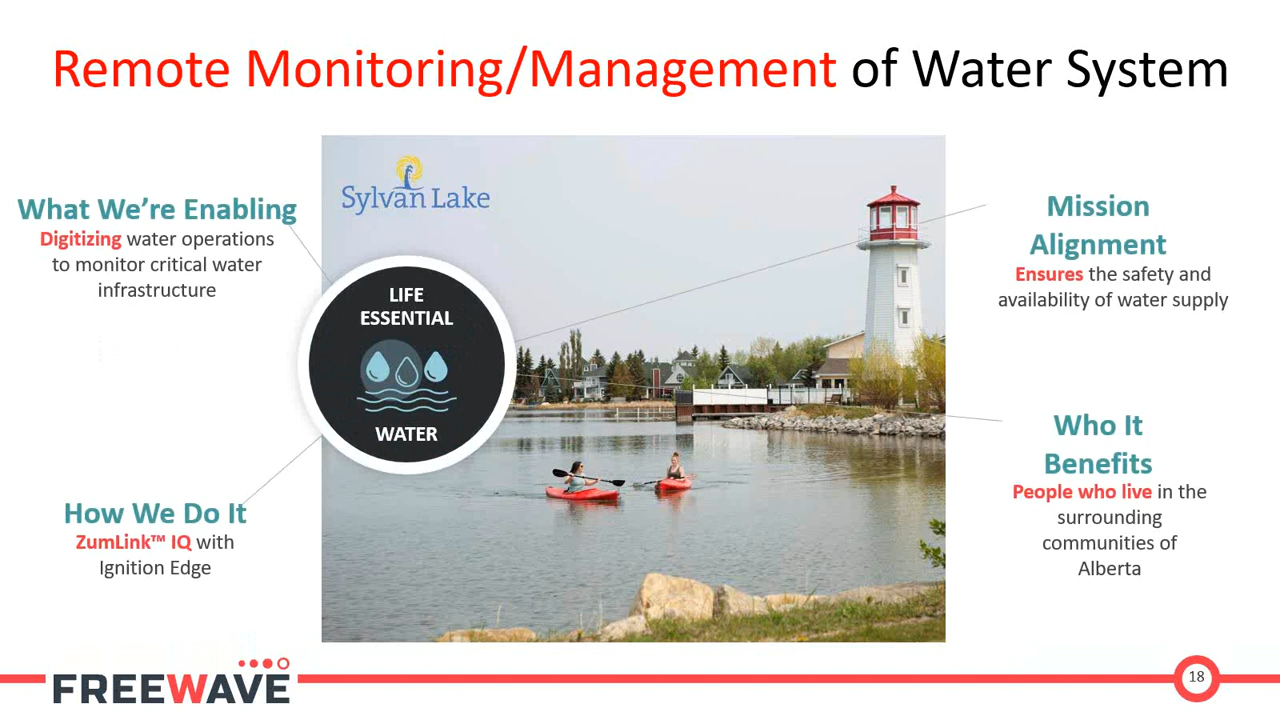 Remote Monitoring/Management of Water System
Sylvan Lake
What We're Enabling
Digitizing water operations
to monitor critical water
infrastructure
LIFE
ESSENTIAL
WATER
How We Do It
ZumLink™ IQ with
Ignition Edge
Mission
Alignment
Ensures the safety and
availability of water supply
Who It
Benefits
People who live in the
surrounding
communities of
Alberta
FREEWAVE
18